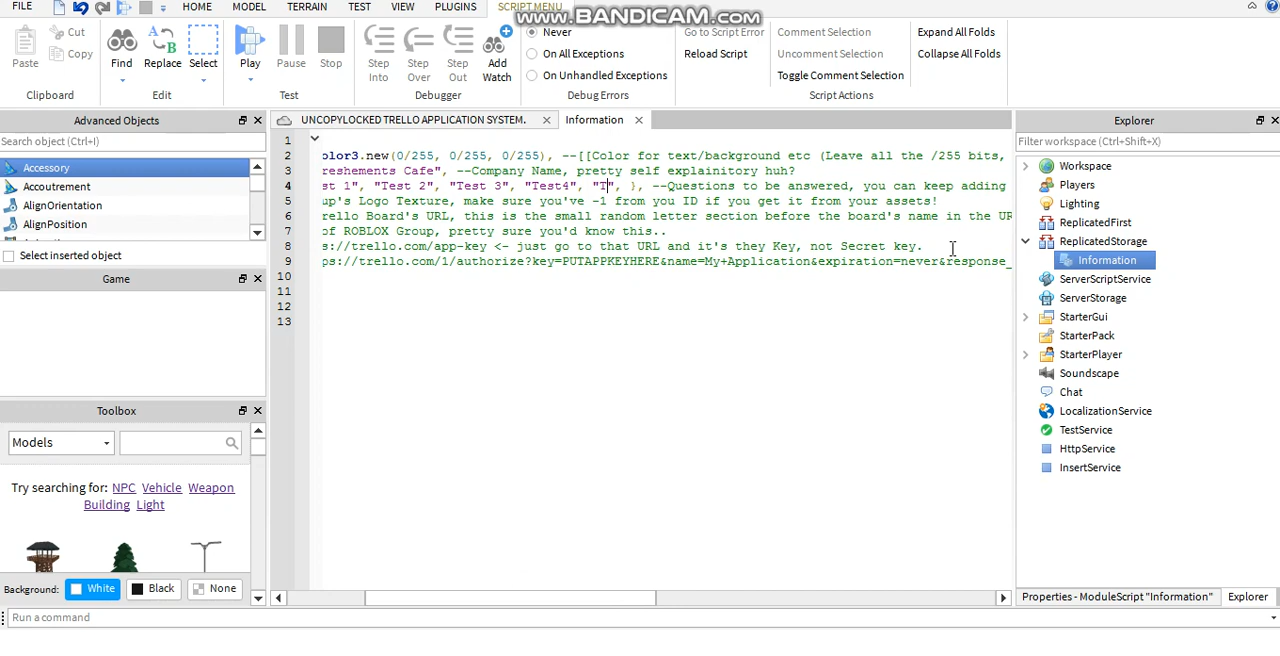 FILE HOME MODEL TERRAIN TEST VIEW PLUGINS SCRIPT MENU
www.BANDICAM.com
Paste
Cut
Copy
Clipboard
Find Replace Select
Edit
Play Pause Stop
Test
Step Into
Step Over
Step Out
Add Watch
Debugger
Never
On All Exceptions
On Unhandled Exceptions
Debug Errors
Go to Script Error
Reload Script
Comment Selection
Uncomment Selection
Toggle Comment Selection
Script Actions
Expand All Folds
Collapse All Folds
Advanced Objects
Search object (Ctrl+I)
Accessory
Accoutrement
AlignOrientation
AlignPosition
Select inserted object
Game
Toolbox
Models
Try searching for: NPC Vehicle Weapon
Building Light
Background: White Black None
UNCOPYLOCKED TRELLO APPLICATION SYSTEM.
Information
1
2 olor3.new(0/255, 0/255, 0/255), --[[Color for text/background etc (Leave all the /255 bits,
3 reshements Cafe", --Company Name, pretty self explainitory huh?
4 st 1", "Test 2", "Test 3", "Test4", "T", }, --Questions to be answered, you can keep adding
5 up's Logo Texture, make sure you've -1 from you ID if you get it from your assets!
6 rello Board's URL, this is the small random letter section before the board's name in the UR
7 of ROBLOX Group, pretty sure you'd know this..
8 s://trello.com/app-key <- just go to that URL and it's they Key, not Secret key.
9 ps://trello.com/1/authorize?key=PUTAPPKEYHERE&name=My+Application&expiration=never&response_
10
11
12
13
Explorer
Filter workspace (Ctrl+Shift+X)
Workspace
Players
Lighting
ReplicatedFirst
ReplicatedStorage
Information
ServerScriptService
ServerStorage
StarterGui
StarterPack
StarterPlayer
Soundscape
Chat
LocalizationService
TestService
HttpService
InsertService
Properties - ModuleScript "Information"
Explorer
Run a command